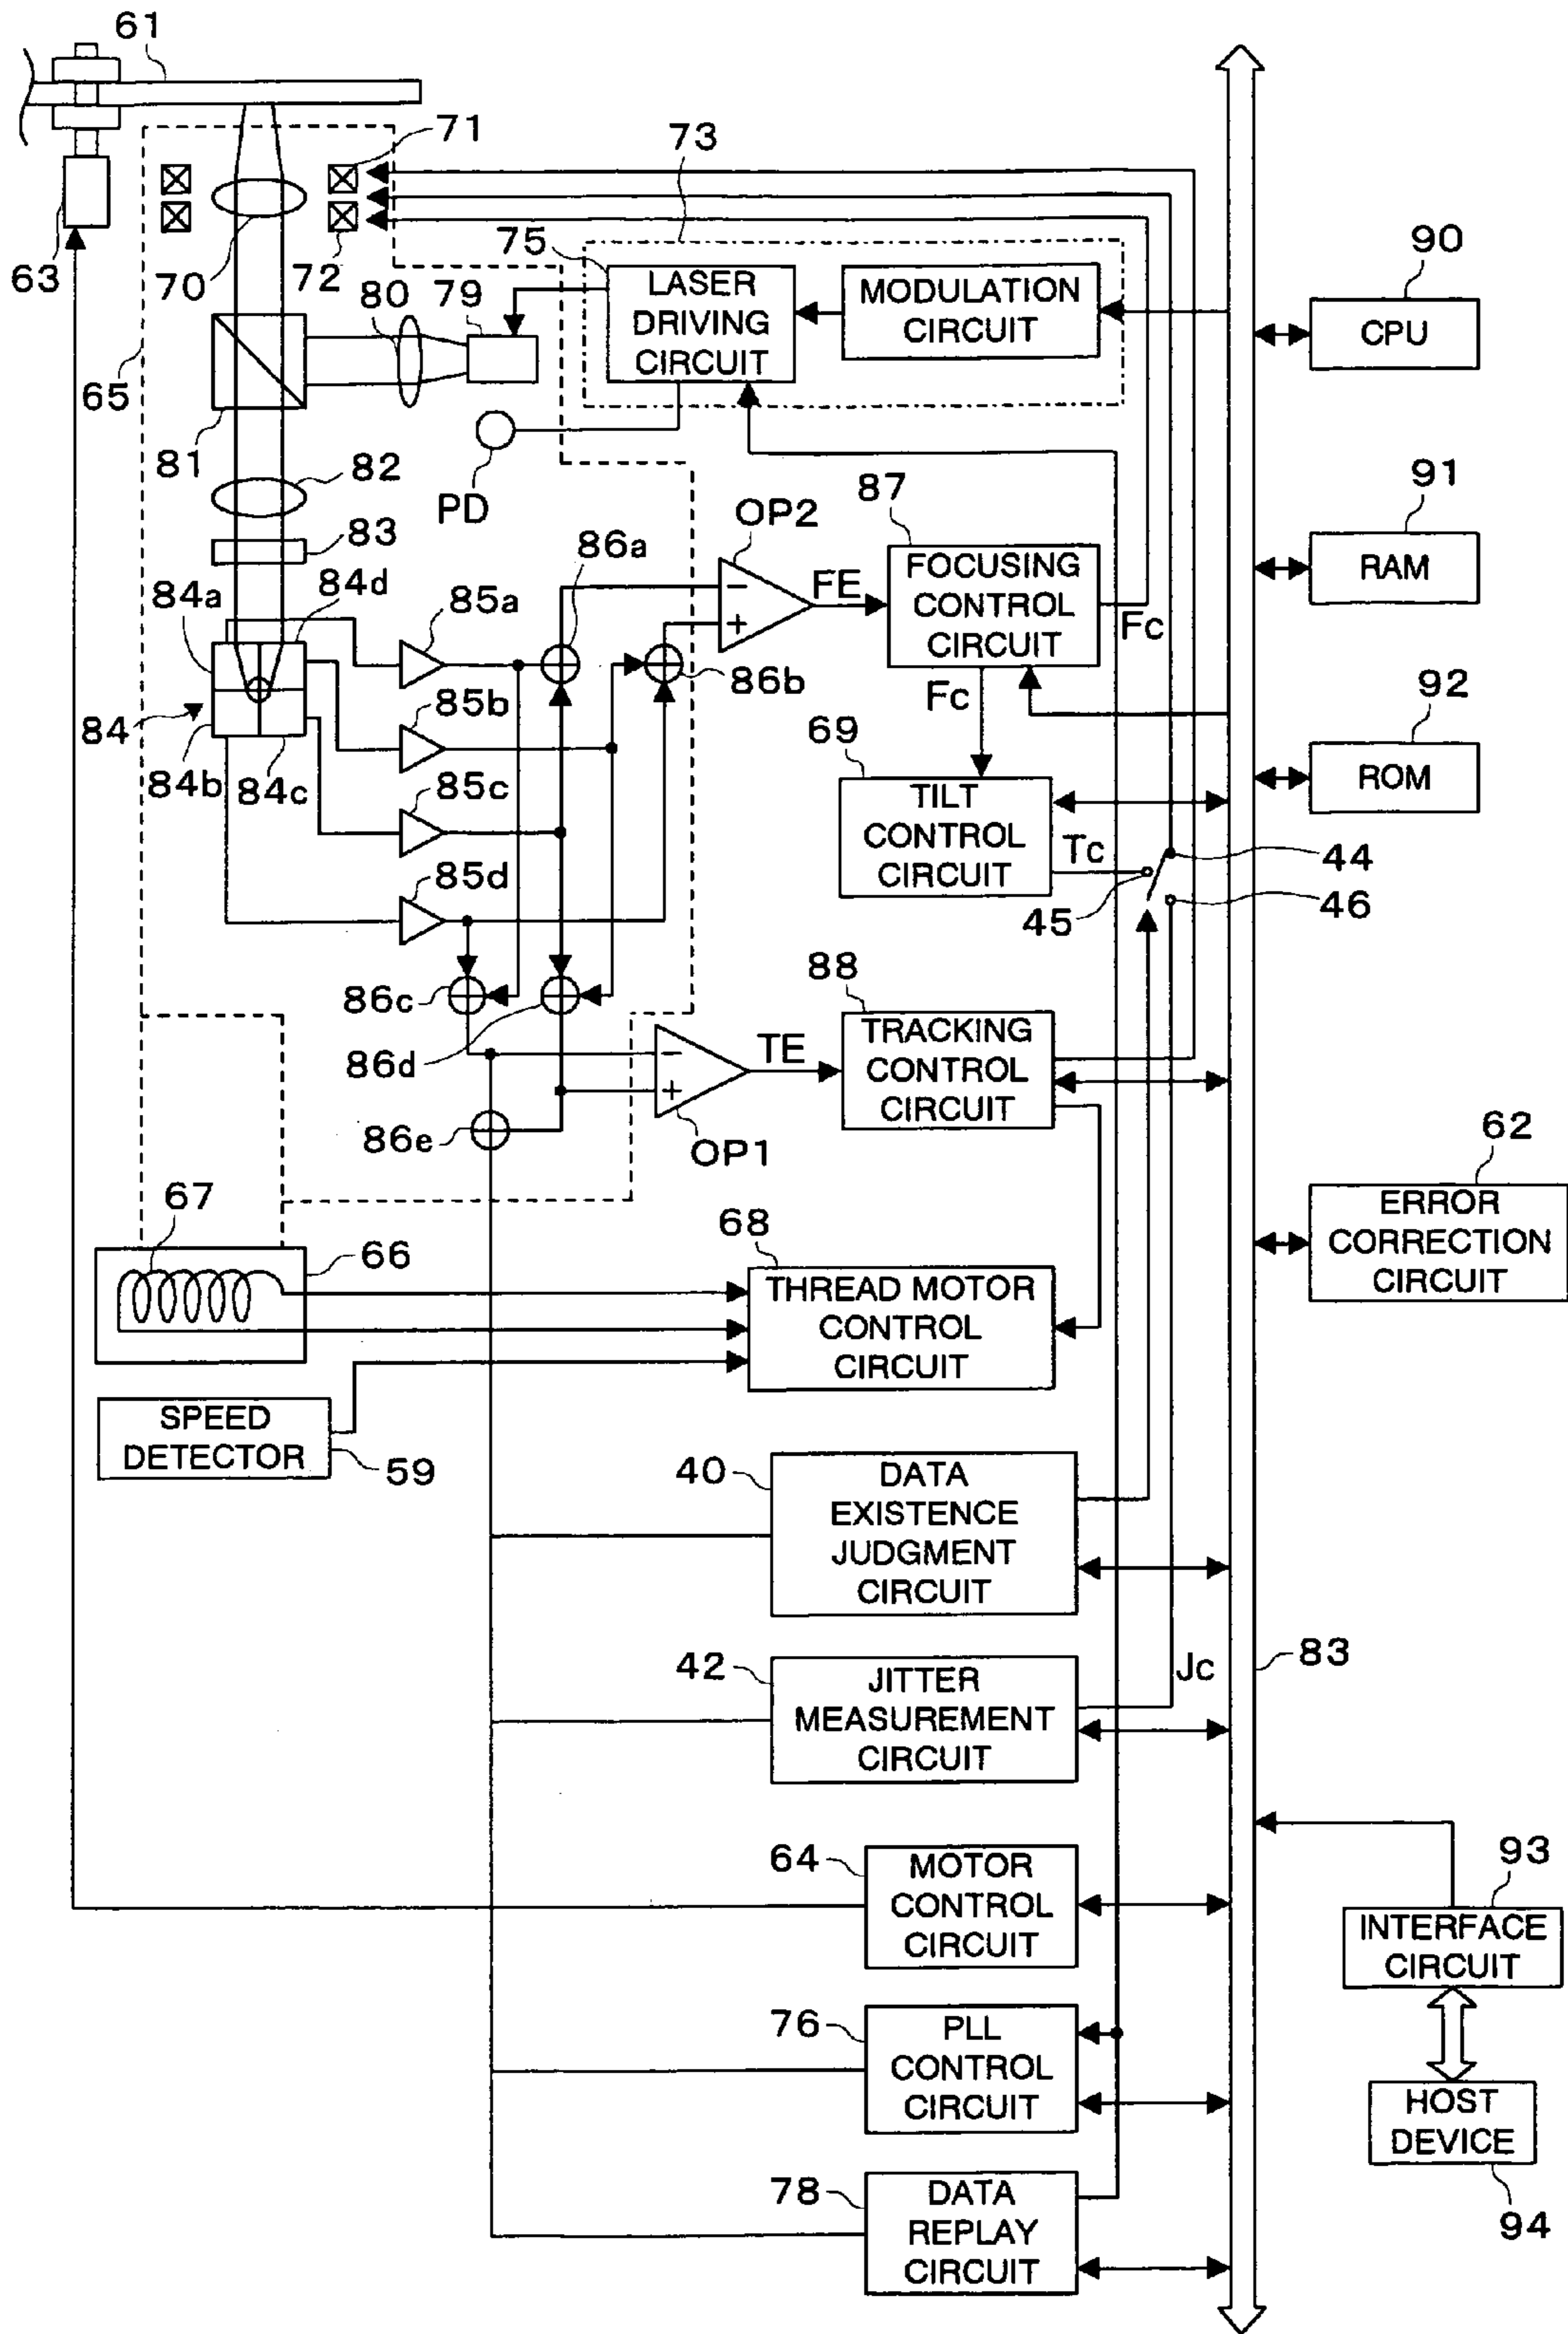 61
71
73
63
70
72
80
79
75
LASER
DRIVING
CIRCUIT
MODULATION
CIRCUIT
90
CPU
65
81
82
PD
83
OP2
87
91
RAM
84a
84d
85a
86a
FE
FOCUSING
CONTROL
CIRCUIT
Fc
86b
Fc
84
84b
84c
85b
85c
69
TILT
CONTROL
CIRCUIT
Tc
92
ROM
44
45
46
85d
86c
86d
88
TE
TRACKING
CONTROL
CIRCUIT
86e
OP1
62
ERROR
CORRECTION
CIRCUIT
67
66
68
THREAD MOTOR
CONTROL
CIRCUIT
SPEED
DETECTOR
59
40
DATA
EXISTENCE
JUDGMENT
CIRCUIT
42
JITTER
MEASUREMENT
CIRCUIT
Jc
83
64
MOTOR
CONTROL
CIRCUIT
93
INTERFACE
CIRCUIT
76
PLL
CONTROL
CIRCUIT
HOST
DEVICE
94
78
DATA
REPLAY
CIRCUIT